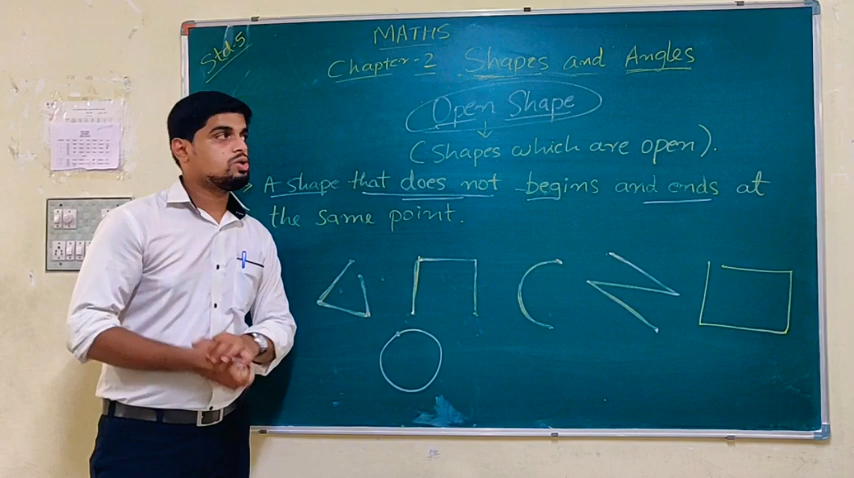 Std-5
MATHS
Chapter-2 Shapes and Angles
Open Shape
(Shapes which are open).
A shape that does not begins and ends at
the same point.